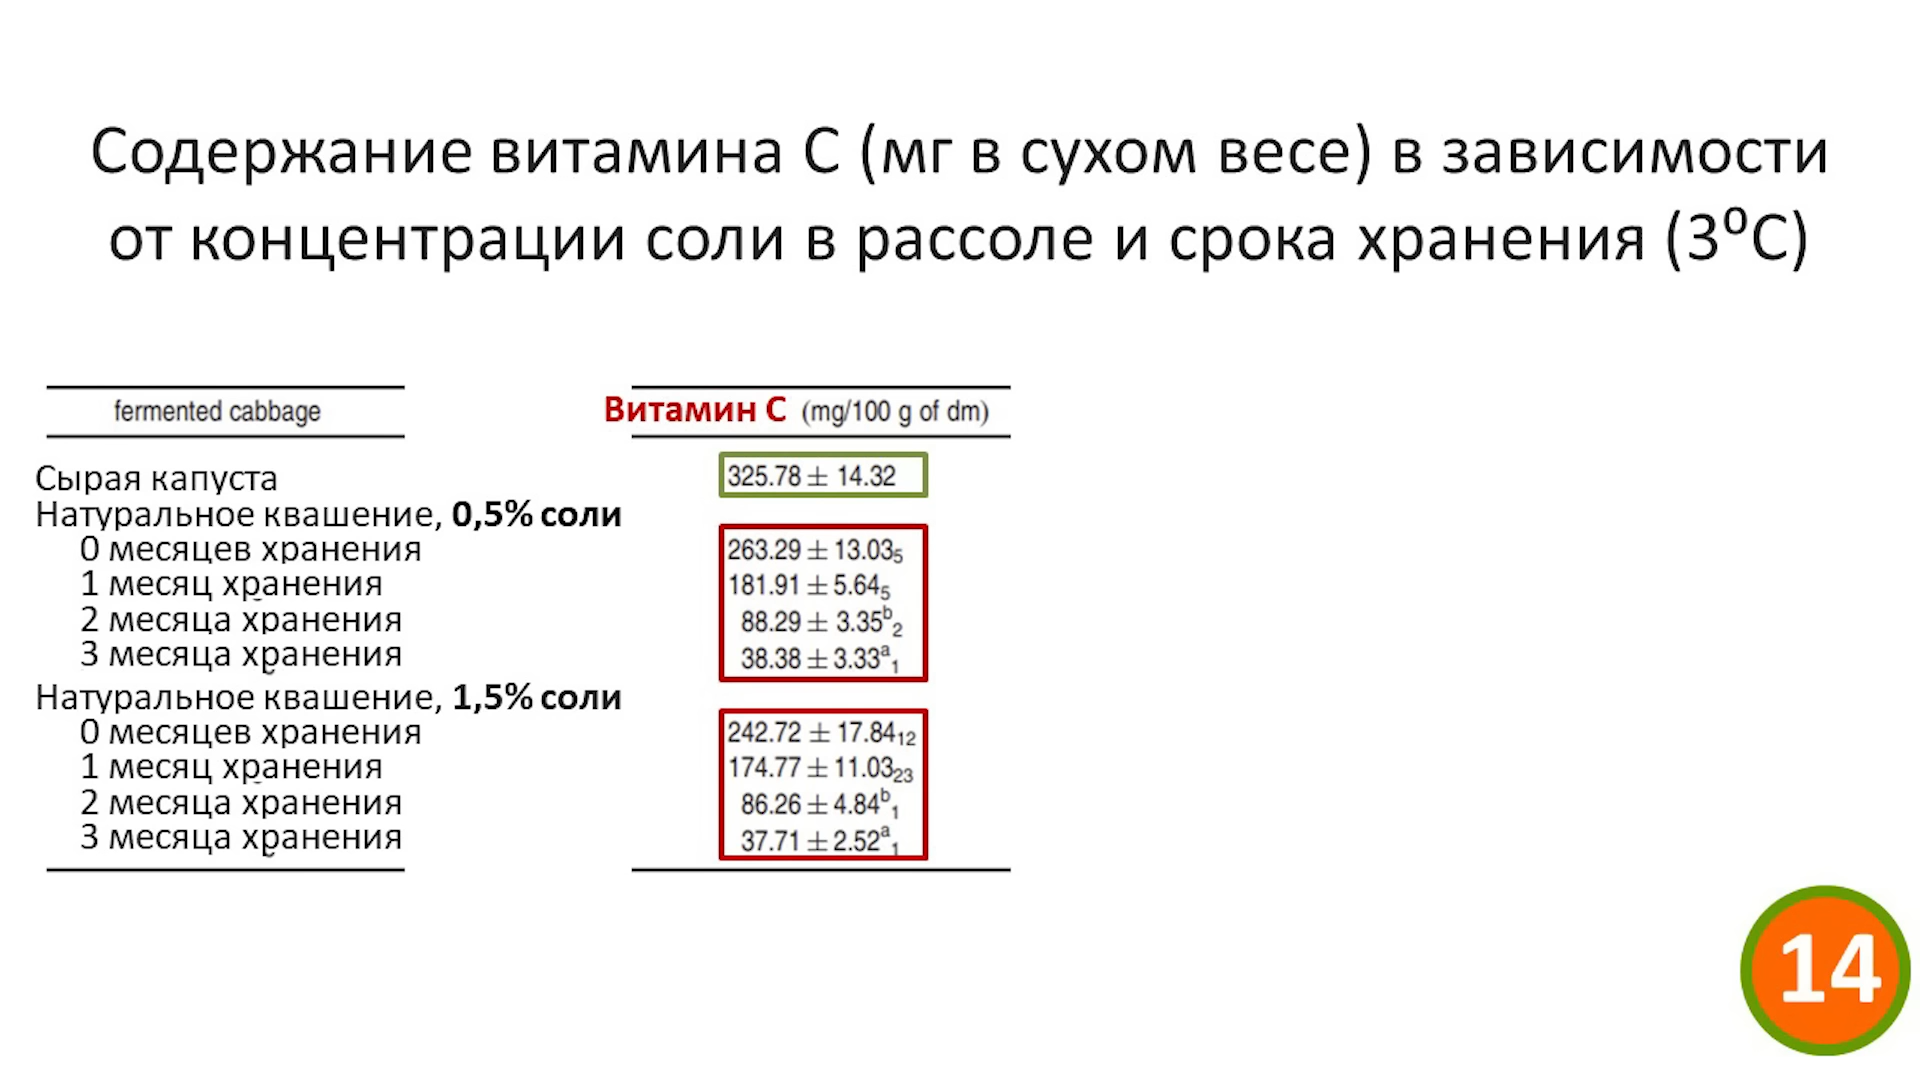 Содержание витамина С (мг в сухом весе) в зависимости
от концентрации соли в рассоле и срока хранения (3⁰С)
fermented cabbage Витамин С (mg/100 g of dm)
Сырая капуста 325.78 ± 14.32
Натуральное квашение, 0,5% соли
0 месяцев хранения 263.29 ± 13.03₅
1 месяц хранения 181.91 ± 5.64₅
2 месяца хранения 88.29 ± 3.35ᵇ₂
3 месяца хранения 38.38 ± 3.33ᵃ₁
Натуральное квашение, 1,5% соли
0 месяцев хранения 242.72 ± 17.84₁₂
1 месяц хранения 174.77 ± 11.03₂₃
2 месяца хранения 86.26 ± 4.84ᵇ₁
3 месяца хранения 37.71 ± 2.52ᵃ₁
14